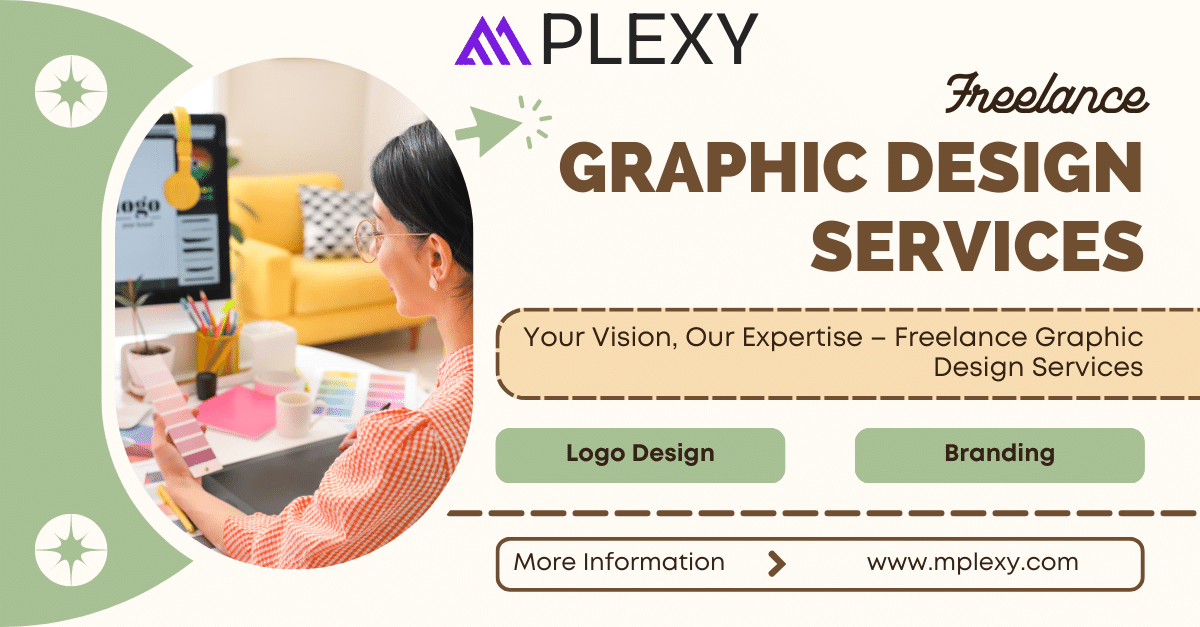 MPLEXY
Freelance
GRAPHIC DESIGN
SERVICES
Your Vision, Our Expertise – Freelance Graphic
Design Services
Logo Design
Branding
More Information
www.mplexy.com
logo